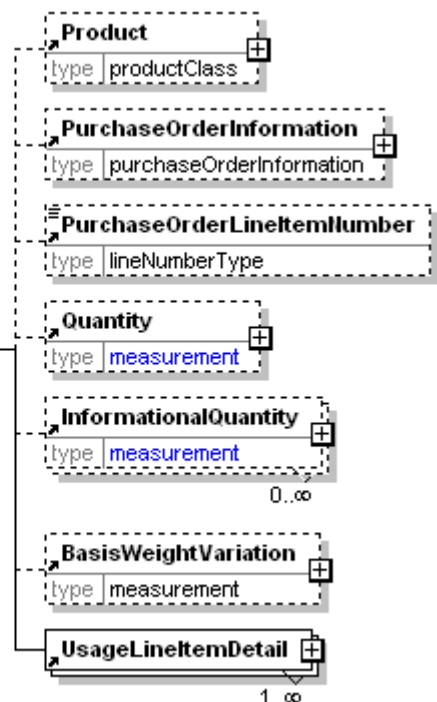 Product
type productClass
PurchaseOrderInformation
type purchaseOrderInformation
PurchaseOrderLineItemNumber
type lineNumberType
Quantity
type measurement
InformationalQuantity
type measurement
0..∞
BasisWeightVariation
type measurement
UsageLineItemDetail
1..∞